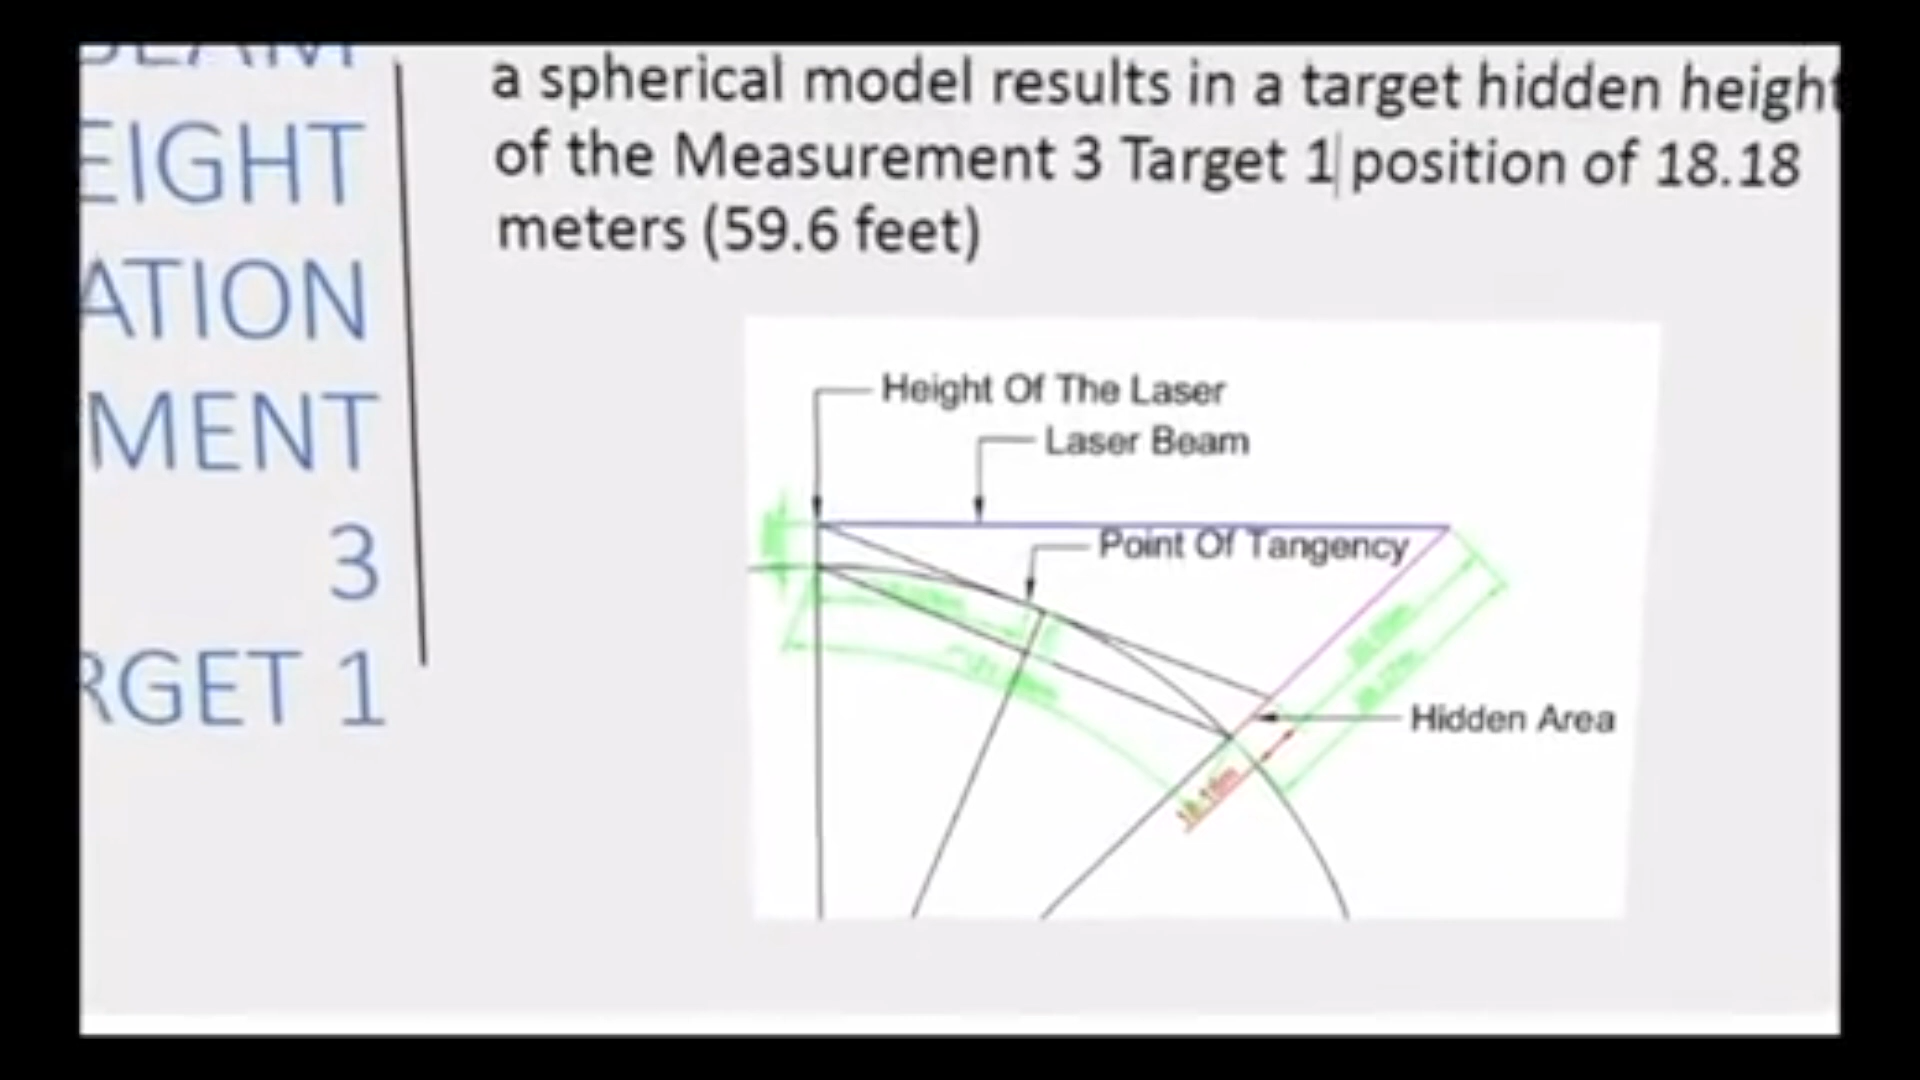 a spherical model results in a target hidden height
of the Measurement 3 Target 1 position of 18.18
meters (59.6 feet)
EIGHT
ATION
MENT
3
RGET 1
Height Of The Laser
Laser Beam
Point Of Tangency
Hidden Area
18.18m